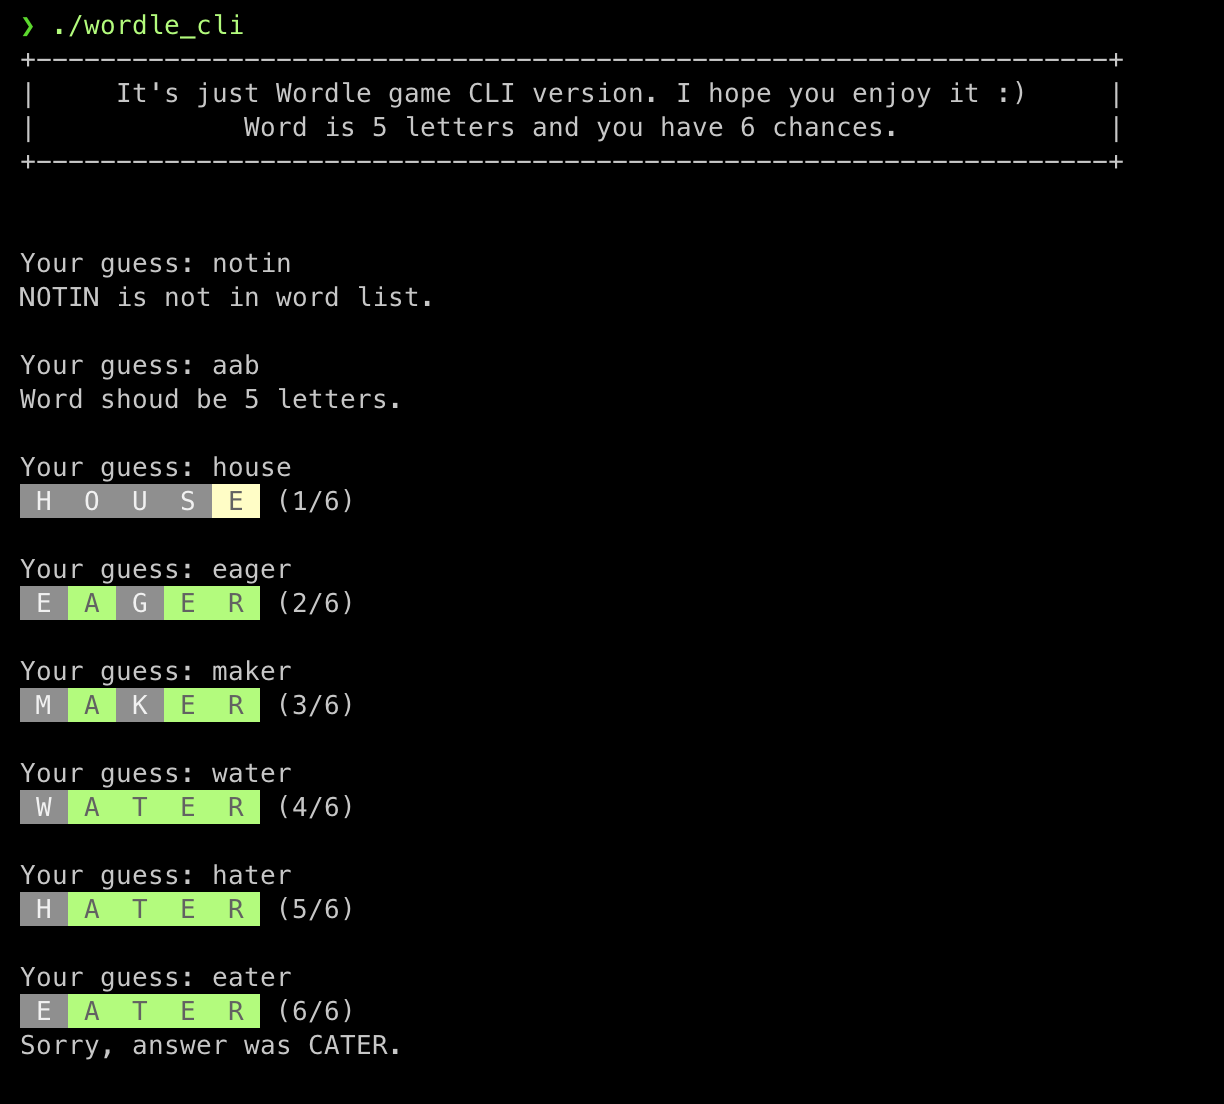 ❯ ./wordle_cli
+-------------------------------------------------------------------+
|     It's just Wordle game CLI version. I hope you enjoy it :)     |
|             Word is 5 letters and you have 6 chances.             |
+-------------------------------------------------------------------+
Your guess: notin
NOTIN is not in word list.
Your guess: aab
Word shoud be 5 letters.
Your guess: house
H O U S E (1/6)
Your guess: eager
E A G E R (2/6)
Your guess: maker
M A K E R (3/6)
Your guess: water
W A T E R (4/6)
Your guess: hater
H A T E R (5/6)
Your guess: eater
E A T E R (6/6)
Sorry, answer was CATER.